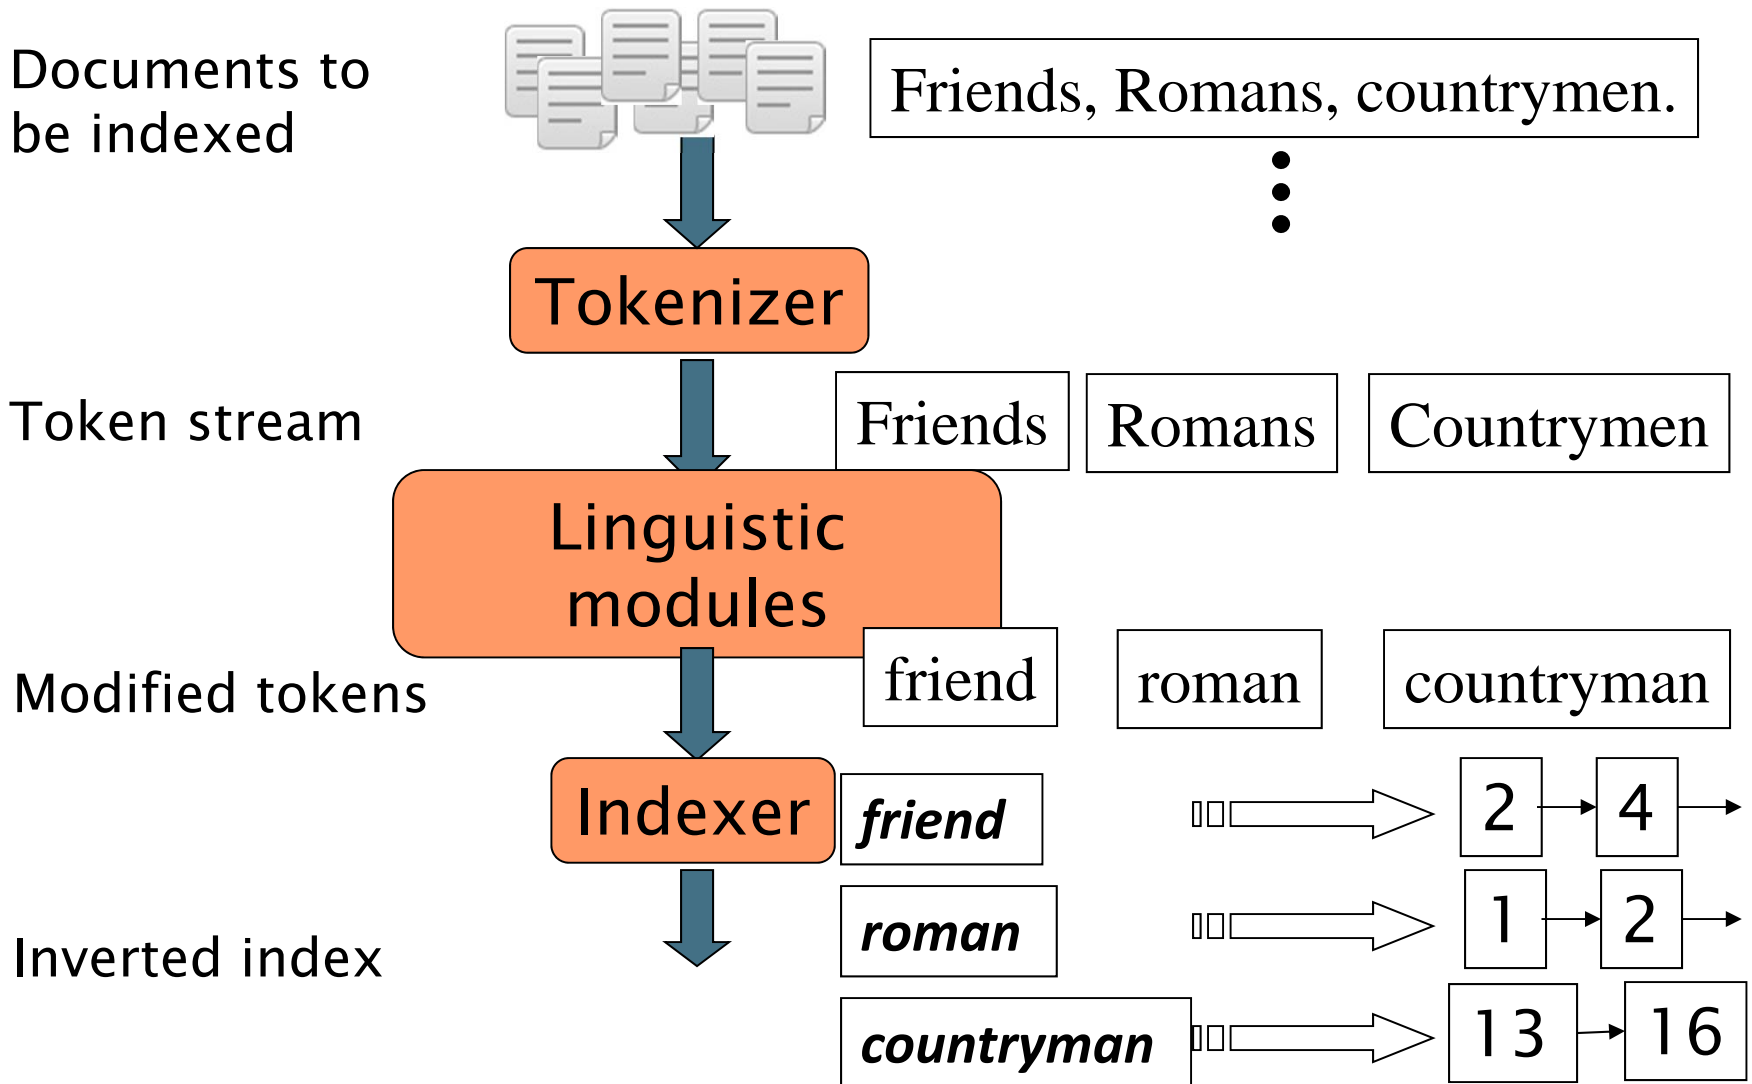 Documents to
be indexed
Friends, Romans, countrymen.
Tokenizer
Token stream
Friends
Romans
Countrymen
Linguistic
modules
Modified tokens
friend
roman
countryman
Indexer
friend
2
4
roman
1
2
Inverted index
countryman
13
16